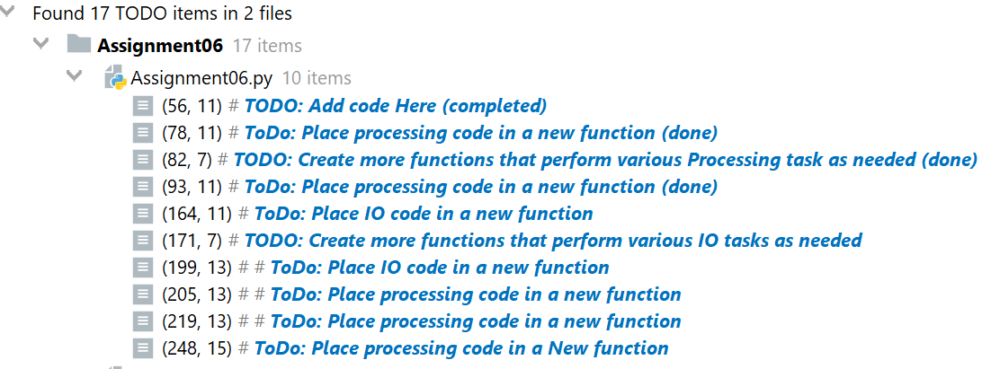 Found 17 TODO items in 2 files
Assignment06 17 items
Assignment06.py 10 items
(56, 11) # TODO: Add code Here (completed)
(78, 11) # ToDo: Place processing code in a new function (done)
(82, 7) # TODO: Create more functions that perform various Processing task as needed (done)
(93, 11) # ToDo: Place processing code in a new function (done)
(164, 11) # ToDo: Place IO code in a new function
(171, 7) # TODO: Create more functions that perform various IO tasks as needed
(199, 13) # # ToDo: Place IO code in a new function
(205, 13) # # ToDo: Place processing code in a new function
(219, 13) # # ToDo: Place processing code in a new function
(248, 15) # ToDo: Place processing code in a New function